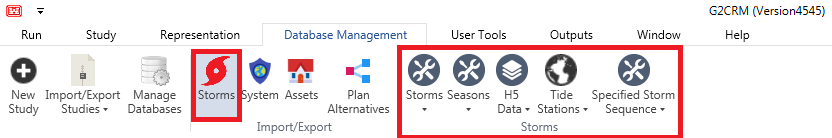 G2CRM (Version4545)
Run Study Representation Database Management User Tools Outputs Window Help
New Study
Import/Export Studies
Manage Databases
Storms
System
Assets
Plan Alternatives
Import/Export
Storms
Seasons
H5 Data
Tide Stations
Specified Storm Sequence
Storms